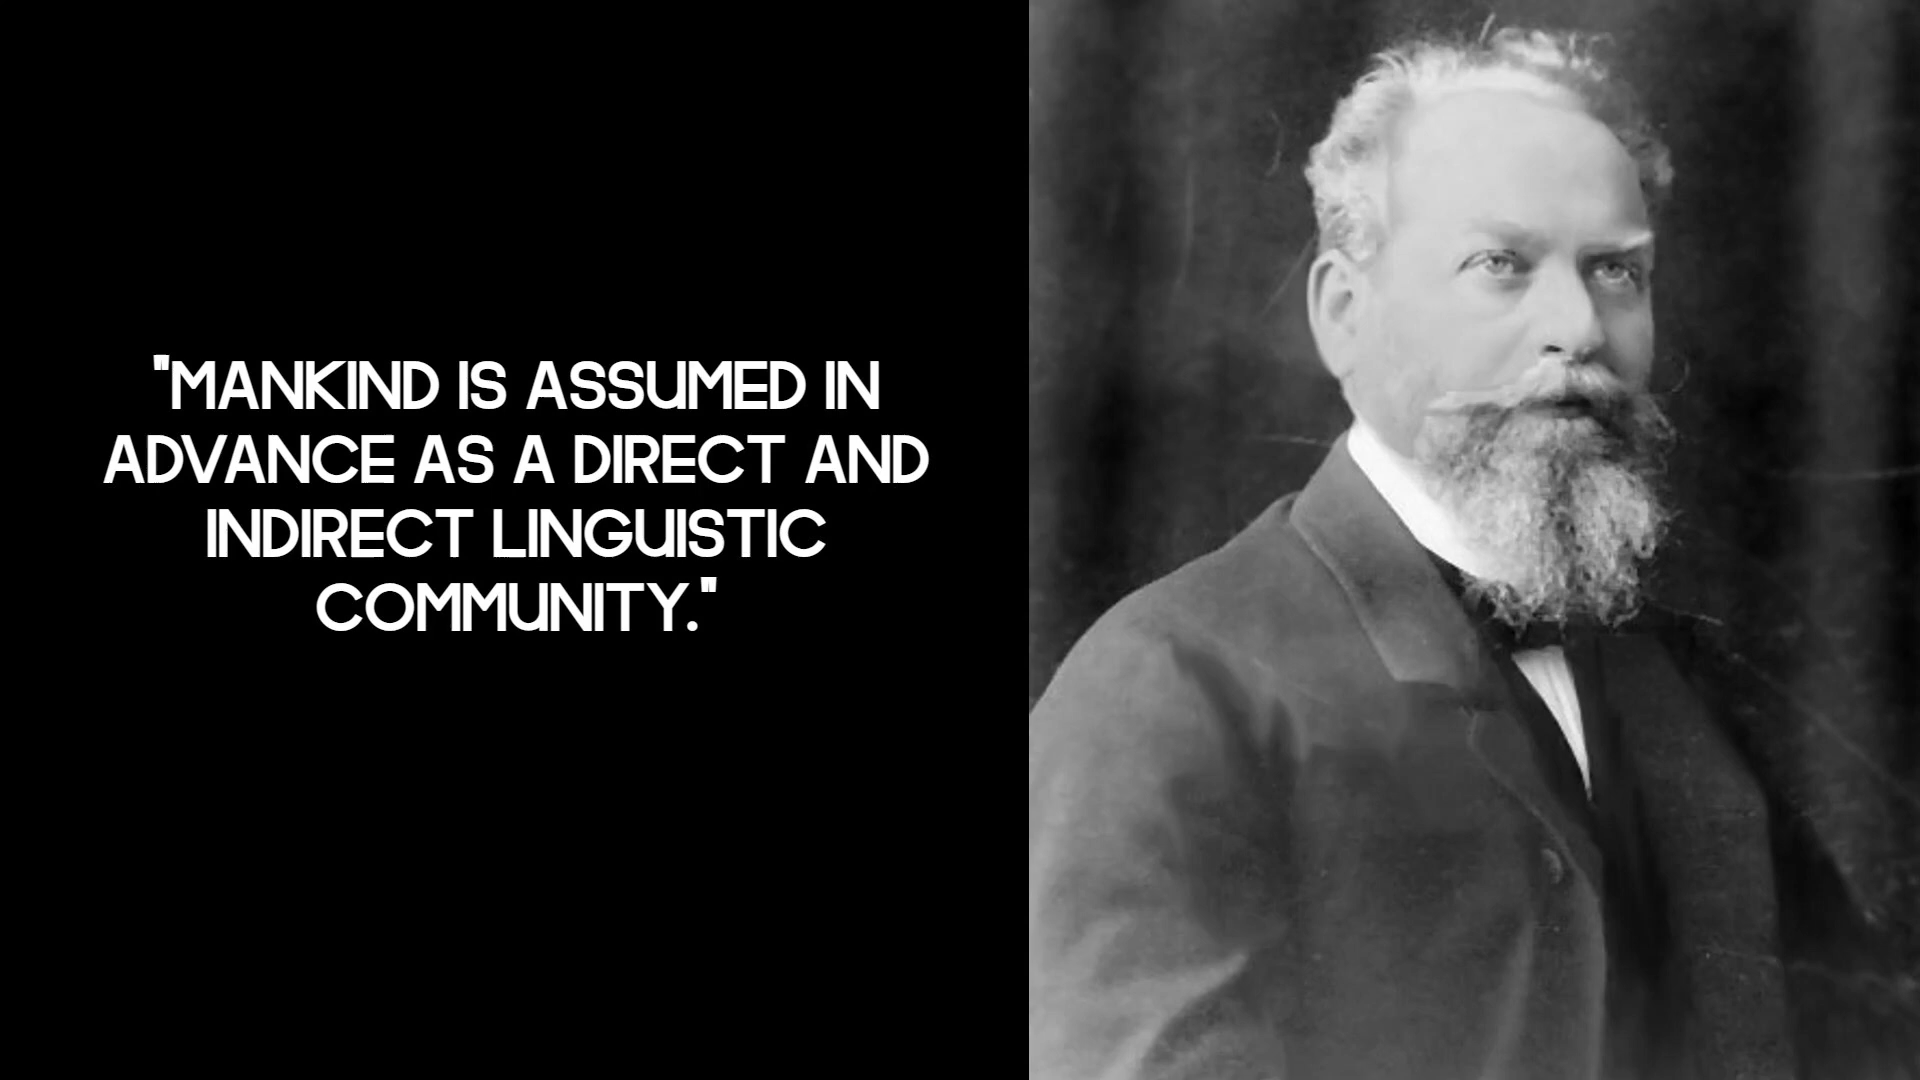 "MANKIND IS ASSUMED IN
ADVANCE AS A DIRECT AND
INDIRECT LINGUISTIC
COMMUNITY."